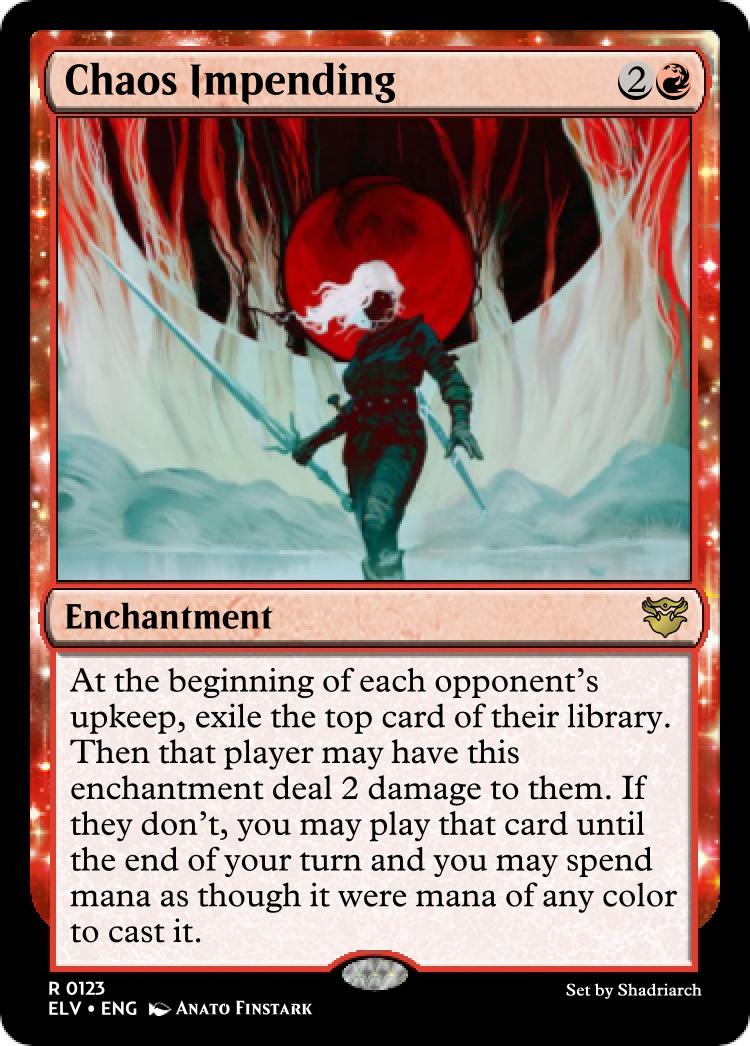 Chaos Impending 2
Enchantment
At the beginning of each opponent's
upkeep, exile the top card of their library.
Then that player may have this
enchantment deal 2 damage to them. If
they don't, you may play that card until
the end of your turn and you may spend
mana as though it were mana of any color
to cast it.
R 0123
ELV • ENG ANATO FINSTARK
Set by Shadriarch